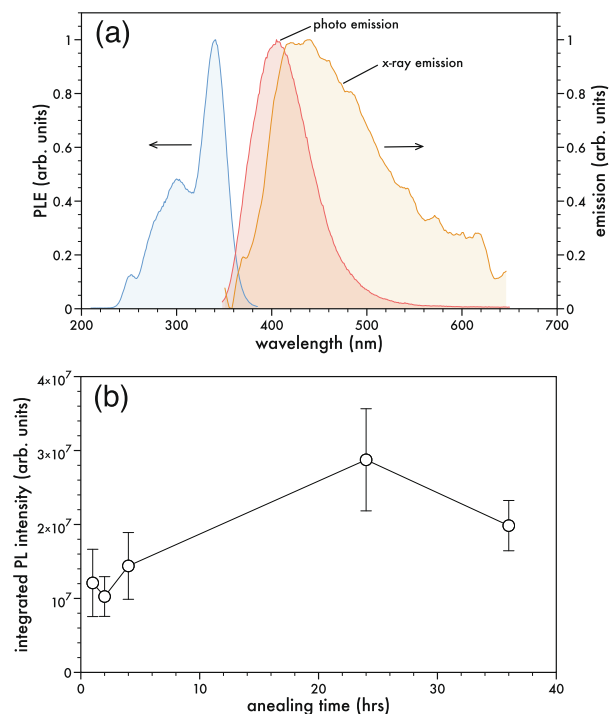 (a)
photo emission
x-ray emission
PLE (arb. units)
emission (arb. units)
1
0.8
0.6
0.4
0.2
0
1
0.8
0.6
0.4
0.2
0
200 300 400 500 600 700
wavelength (nm)
(b)
integrated PL intensity (arb. units)
4×10⁷
3×10⁷
2×10⁷
10⁷
0
0 10 20 30 40
anealing time (hrs)